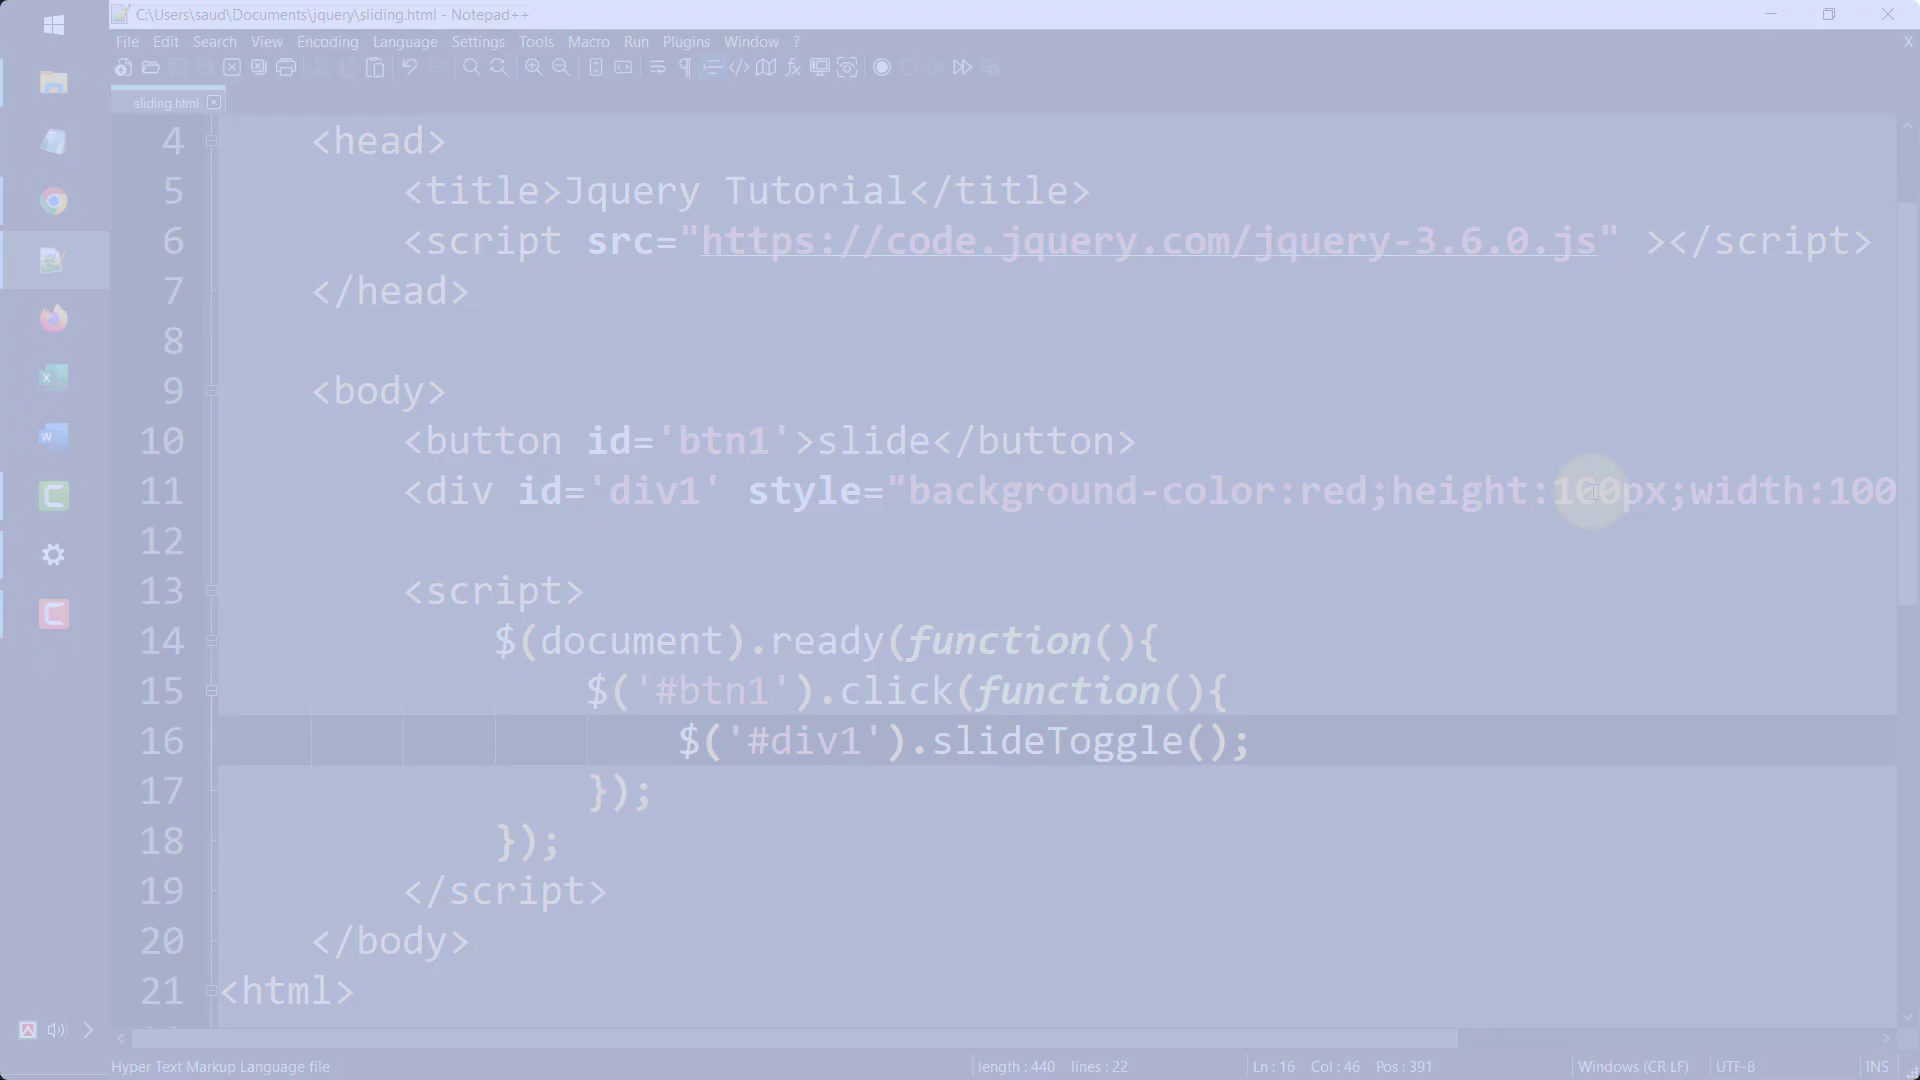 C:\Users\saud\Documents\jquery\sliding.html - Notepad++
File Edit Search View Encoding Language Settings Tools Macro Run Plugins Window ? X
sliding.html
4 <head>
5 <title>Jquery Tutorial</title>
6 <script src="https://code.jquery.com/jquery-3.6.0.js" ></script>
7 </head>
8
9 <body>
10 <button id='btn1'>slide</button>
11 <div id='div1' style="background-color:red;height:100px;width:100
12
13 <script>
14 $(document).ready(function(){
15 $('#btn1').click(function(){
16 $('#div1').slideToggle();
17 });
18 });
19 </script>
20 </body>
21 <html>
Hyper Text Markup Language file length : 440 lines : 22 Ln : 16 Col : 46 Pos : 391 Windows (CR LF) UTF-8 INS